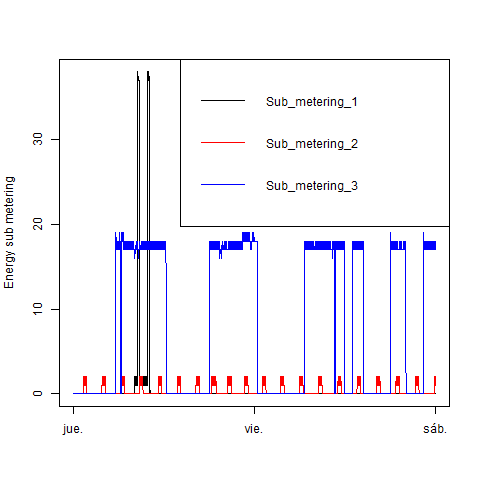 Sub_metering_1
Sub_metering_2
Sub_metering_3
Energy sub metering
30
20
10
0
jue.
vie.
sáb.